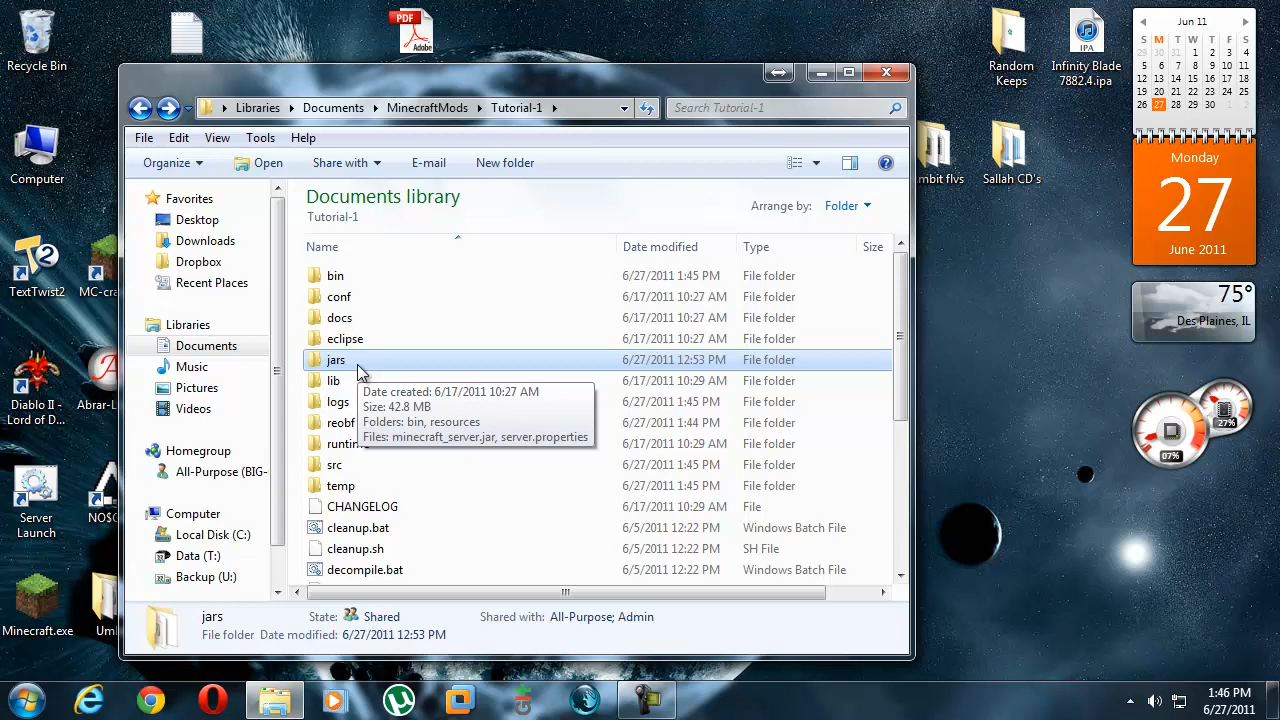 Recycle Bin
Computer
TextTwist2
MC-cra
Diablo II -
Lord of D...
Abrar-L
Server
Launch
NO$G
Minecraft.exe
Uml
PDF
Adobe
Libraries
Documents
MinecraftMods
Tutorial-1
Search Tutorial-1
File
Edit
View
Tools
Help
Organize
Open
Share with
E-mail
New folder
Favorites
Desktop
Downloads
Dropbox
Recent Places
Libraries
Documents
Music
Pictures
Videos
Homegroup
All-Purpose (BIG-
Computer
Local Disk (C:)
Data (T:)
Backup (U:)
Documents library
Tutorial-1
Arrange by:
Folder
Name
Date modified
Type
Size
bin 6/27/2011 1:45 PM File folder
conf 6/17/2011 10:27 AM File folder
docs 6/17/2011 10:27 AM File folder
eclipse 6/17/2011 10:27 AM File folder
jars 6/27/2011 12:53 PM File folder
lib 6/17/2011 10:29 AM File folder
logs 6/27/2011 1:45 PM File folder
reobf 6/27/2011 1:44 PM File folder
runtim 6/17/2011 10:29 AM File folder
src 6/27/2011 1:45 PM File folder
temp 6/27/2011 1:45 PM File folder
CHANGELOG 6/17/2011 10:29 AM File
cleanup.bat 6/5/2011 12:22 PM Windows Batch File
cleanup.sh 6/5/2011 12:22 PM SH File
decompile.bat 6/5/2011 12:22 PM Windows Batch File
Date created: 6/17/2011 10:27 AM
Size: 42.8 MB
Folders: bin, resources
Files: minecraft_server.jar, server.properties
jars
State:
Shared
Shared with: All-Purpose; Admin
File folder
Date modified: 6/27/2011 12:53 PM
Random
Keeps
IPA
Infinity Blade
7882.4.ipa
mbit flvs
Sallah CD's
Jun 11
S M T W T F S
29 30 31 1 2 3 4
5 6 7 8 9 10 11
12 13 14 15 16 17 18
19 20 21 22 23 24 25
26 27 28 29 30 1 2
Monday
27
June 2011
75°
Des Plaines, IL
27%
07%
1:46 PM
6/27/2011